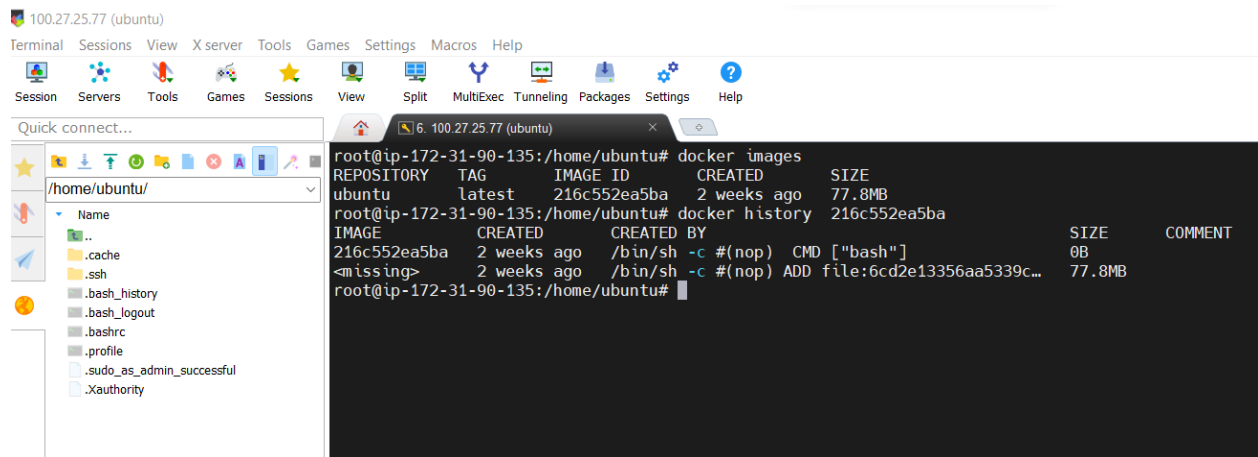 100.27.25.77 (ubuntu)
Terminal Sessions View X server Tools Games Settings Macros Help
Session Servers Tools Games Sessions View Split MultiExec Tunneling Packages Settings Help
Quick connect...
6. 100.27.25.77 (ubuntu)
/home/ubuntu/
Name
..
.cache
.ssh
.bash_history
.bash_logout
.bashrc
.profile
.sudo_as_admin_successful
.Xauthority
root@ip-172-31-90-135:/home/ubuntu# docker images
REPOSITORY TAG IMAGE ID CREATED SIZE
ubuntu latest 216c552ea5ba 2 weeks ago 77.8MB
root@ip-172-31-90-135:/home/ubuntu# docker history 216c552ea5ba
IMAGE CREATED CREATED BY SIZE COMMENT
216c552ea5ba 2 weeks ago /bin/sh -c #(nop) CMD ["bash"] 0B
<missing> 2 weeks ago /bin/sh -c #(nop) ADD file:6cd2e13356aa5339c… 77.8MB
root@ip-172-31-90-135:/home/ubuntu#